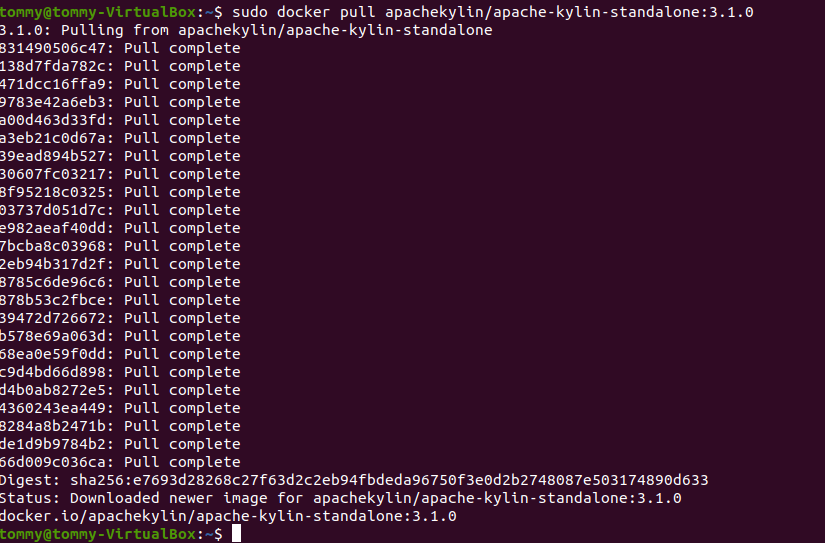 tommy@tommy-VirtualBox:~$ sudo docker pull apachekylin/apache-kylin-standalone:3.1.0
3.1.0: Pulling from apachekylin/apache-kylin-standalone
831490506c47: Pull complete
138d7fda782c: Pull complete
471dcc16ffa9: Pull complete
9783e42a6eb3: Pull complete
a00d463d33fd: Pull complete
a3eb21c0d67a: Pull complete
39ead894b527: Pull complete
30607fc03217: Pull complete
8f95218c0325: Pull complete
03737d051d7c: Pull complete
e982aeaf40dd: Pull complete
7bcba8c03968: Pull complete
2eb94b317d2f: Pull complete
8785c6de96c6: Pull complete
878b53c2fbce: Pull complete
39472d726672: Pull complete
b578e69a063d: Pull complete
68ea0e59f0dd: Pull complete
c9d4bd66d898: Pull complete
d4b0ab8272e5: Pull complete
4360243ea449: Pull complete
8284a8b2471b: Pull complete
de1d9b9784b2: Pull complete
66d009c036ca: Pull complete
Digest: sha256:e7693d28268c27f63d2c2eb94fbdeda96750f3e0d2b2748087e503174890d633
Status: Downloaded newer image for apachekylin/apache-kylin-standalone:3.1.0
docker.io/apachekylin/apache-kylin-standalone:3.1.0
tommy@tommy-VirtualBox:~$